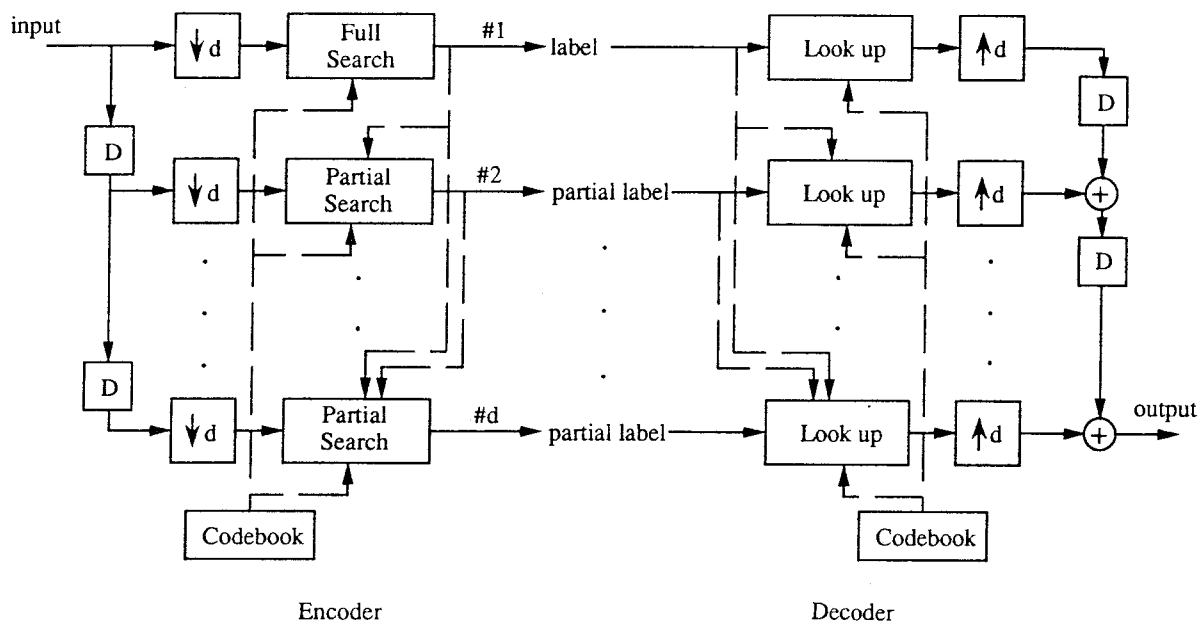 input
d
Full
Search
#1
label
Look up
d
D
D
d
Partial
Search
#2
partial label
Look up
d
+
D
D
d
Partial
Search
#d
partial label
Look up
d
+
output
Codebook
Codebook
Encoder
Decoder